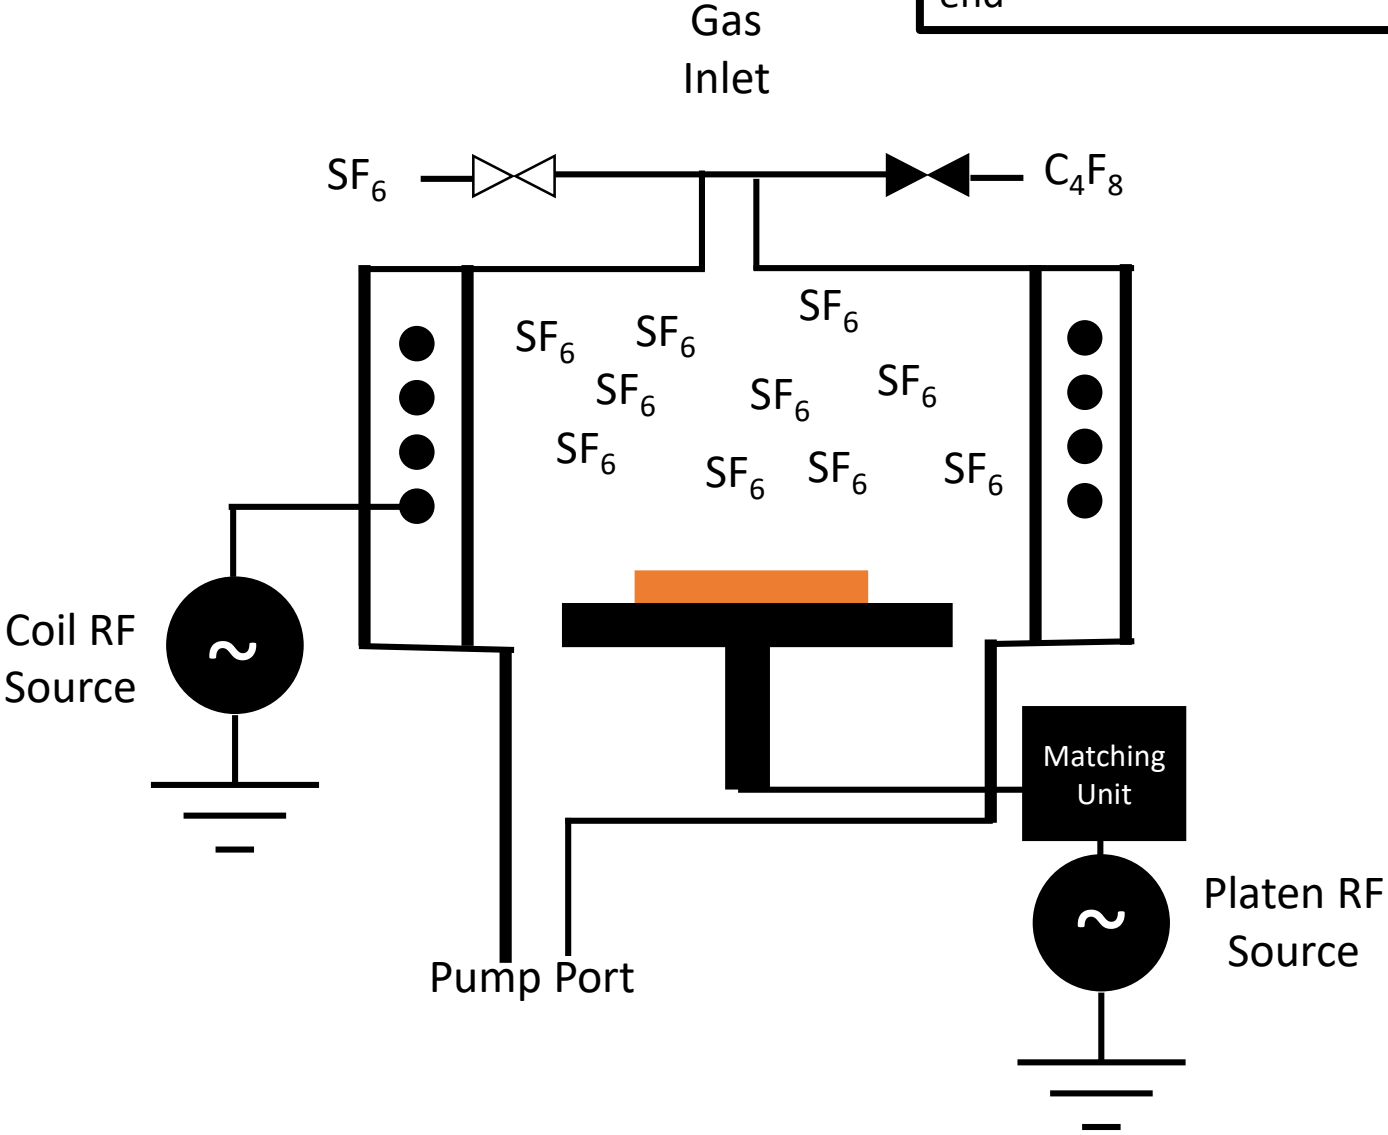 end
Gas
Inlet
SF₆
C₄F₈
SF₆
SF₆
SF₆
SF₆
SF₆
SF₆
SF₆
SF₆
SF₆
SF₆
Coil RF
Source
~
Matching
Unit
Platen RF
Source
~
Pump Port